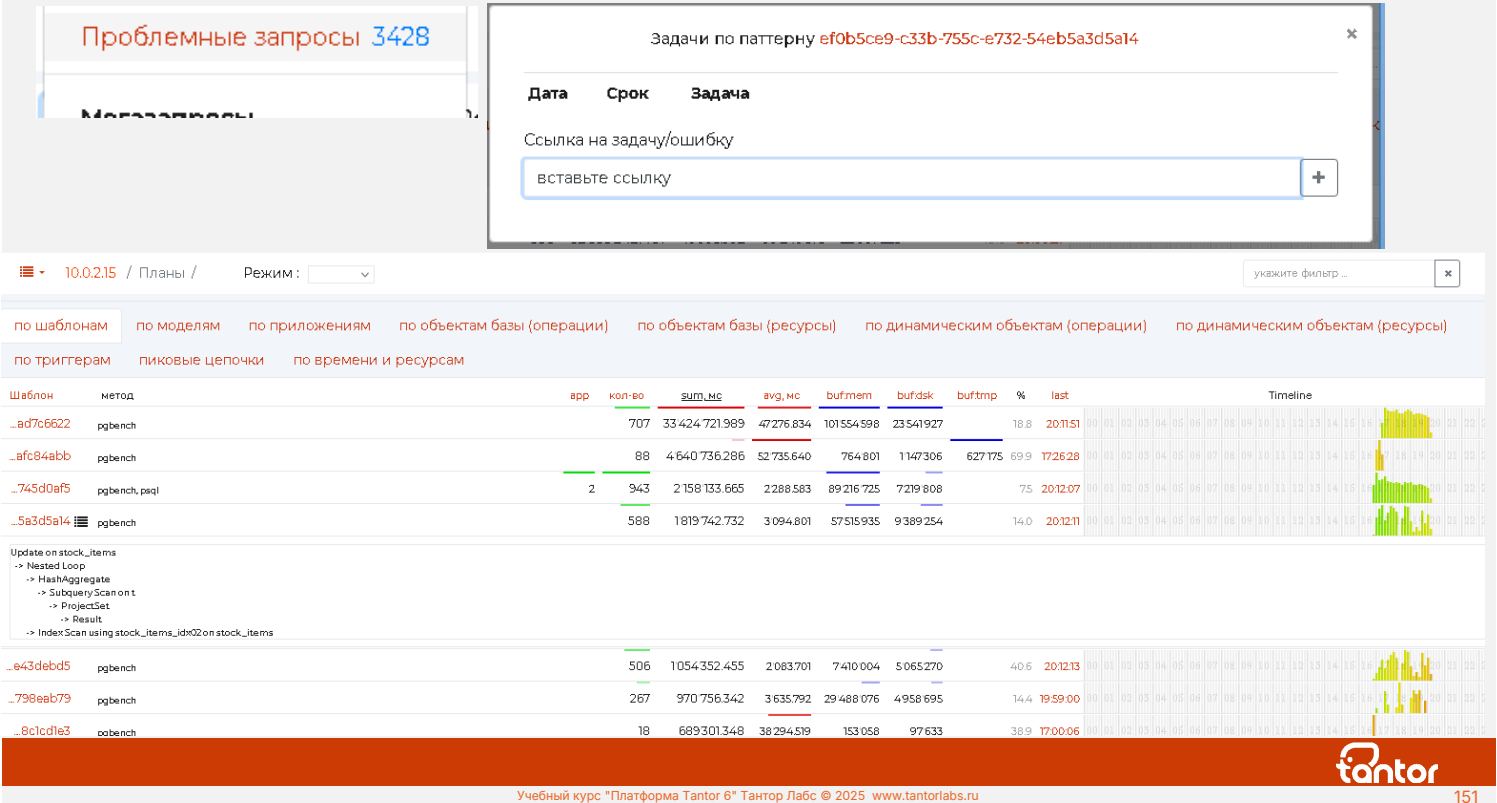 Проблемные запросы 3428
Мегазапросы
Задачи по паттерну ef0b5ce9-c33b-755c-e732-54eb5a3d5a14
Дата Срок Задача
Ссылка на задачу/ошибку
вставьте ссылку
10.0.2.15 / Планы / Режим : укажите фильтр ...
по шаблонам по моделям по приложениям по объектам базы (операции) по объектам базы (ресурсы) по динамическим объектам (операции) по динамическим объектам (ресурсы)
по триггерам пиковые цепочки по времени и ресурсам
Шаблон метод app кол-во sum, мс avg, мс buf:mem buf:dsk buf:tmp % last Timeline
...ad7c6622 pgbench 707 33'424'721.989 47'276.834 101'554'598 23'541'927 18.8 20:11:51
...afc84abb pgbench 88 4'640'736.286 52'735.640 764'801 1'147'306 627'175 69.9 17:26:28
...745d0af5 pgbench, psql 2 943 2'158'133.665 2'288.583 89'216'725 7'219'808 7.5 20:12:07
...5a3d5a14 pgbench 588 1'819'742.732 3'094.801 57'515'935 9'389'254 14.0 20:12:11
Update on stock_items
-> Nested Loop
-> HashAggregate
-> Subquery Scan on t
-> ProjectSet
-> Result
-> Index Scan using stock_items_idx02 on stock_items
...e43debd5 pgbench 506 1'054'352.455 2'083.701 7'410'004 5'065'270 40.6 20:12:13
...798eab79 pgbench 267 970'756.342 3'635.792 29'488'076 4'958'695 14.4 19:59:00
...8c1cd1e3 pgbench 18 689'301.348 38'294.519 153'058 97'633 38.9 17:00:06
tantor
Учебный курс "Платформа Tantor 6" Тантор Лабс © 2025 www.tantorlabs.ru 151